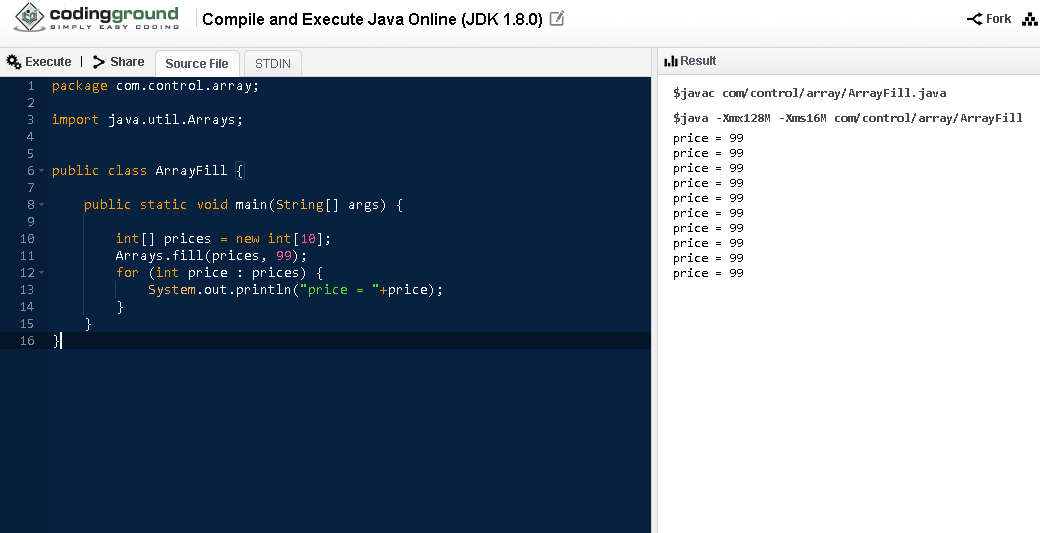 codingground
SIMPLY EASY CODING
Compile and Execute Java Online (JDK 1.8.0)
Fork
Execute | Share Source File STDIN
1 package com.control.array;
2
3 import java.util.Arrays;
4
5
6 public class ArrayFill {
7
8     public static void main(String[] args) {
9
10         int[] prices = new int[10];
11         Arrays.fill(prices, 99);
12         for (int price : prices) {
13             System.out.println("price = "+price);
14         }
15     }
16 }
Result
$javac com/control/array/ArrayFill.java
$java -Xmx128M -Xms16M com/control/array/ArrayFill
price = 99
price = 99
price = 99
price = 99
price = 99
price = 99
price = 99
price = 99
price = 99
price = 99